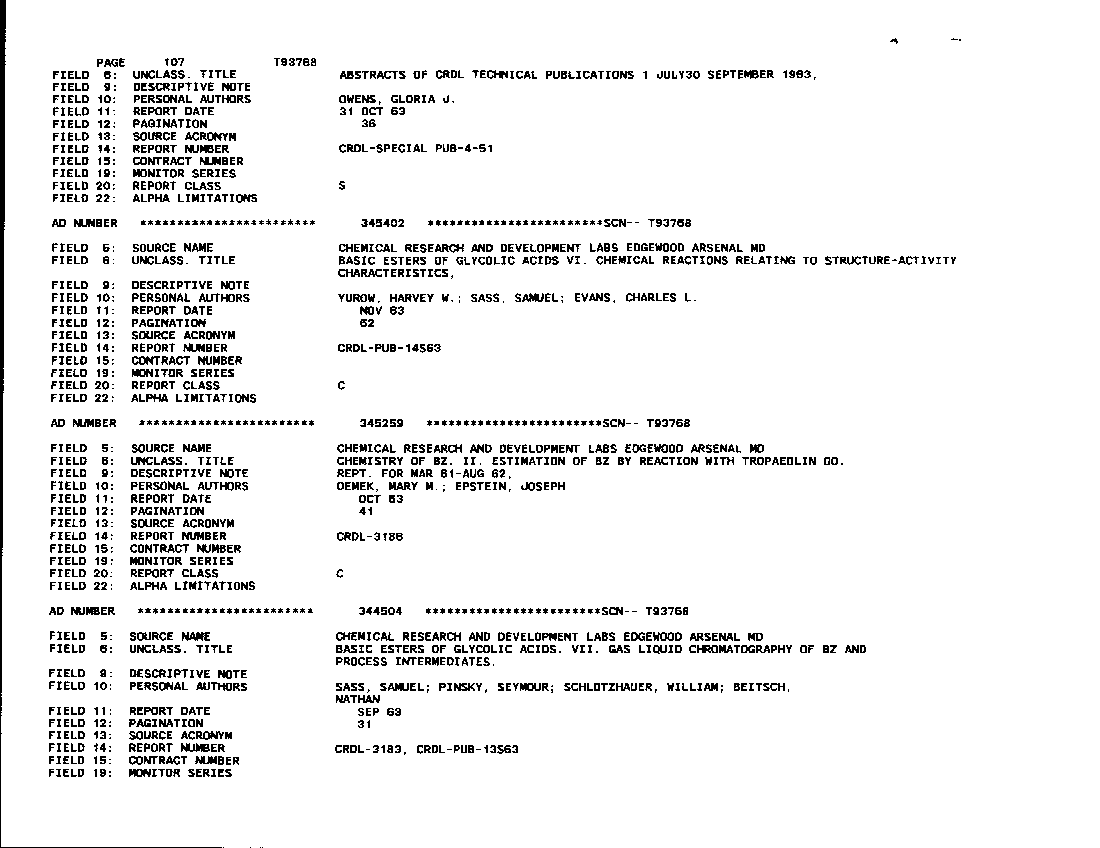 PAGE 107 T93768
FIELD 6: UNCLASS. TITLE ABSTRACTS OF CRDL TECHNICAL PUBLICATIONS 1 JULY30 SEPTEMBER 1963,
FIELD 9: DESCRIPTIVE NOTE
FIELD 10: PERSONAL AUTHORS OWENS, GLORIA J.
FIELD 11: REPORT DATE 31 OCT 63
FIELD 12: PAGINATION 36
FIELD 13: SOURCE ACRONYM
FIELD 14: REPORT NUMBER CRDL-SPECIAL PUB-4-51
FIELD 15: CONTRACT NUMBER
FIELD 19: MONITOR SERIES
FIELD 20: REPORT CLASS S
FIELD 22: ALPHA LIMITATIONS
AD NUMBER ************************ 345402 ************************SCN-- T93768
FIELD 5: SOURCE NAME CHEMICAL RESEARCH AND DEVELOPMENT LABS EDGEWOOD ARSENAL MD
FIELD 6: UNCLASS. TITLE BASIC ESTERS OF GLYCOLIC ACIDS VI. CHEMICAL REACTIONS RELATING TO STRUCTURE-ACTIVITY
CHARACTERISTICS,
FIELD 9: DESCRIPTIVE NOTE
FIELD 10: PERSONAL AUTHORS YUROW, HARVEY W.; SASS, SAMUEL; EVANS, CHARLES L.
FIELD 11: REPORT DATE NOV 63
FIELD 12: PAGINATION 62
FIELD 13: SOURCE ACRONYM
FIELD 14: REPORT NUMBER CRDL-PUB-14S63
FIELD 15: CONTRACT NUMBER
FIELD 19: MONITOR SERIES
FIELD 20: REPORT CLASS C
FIELD 22: ALPHA LIMITATIONS
AD NUMBER ************************ 345259 ************************SCN-- T93768
FIELD 5: SOURCE NAME CHEMICAL RESEARCH AND DEVELOPMENT LABS EDGEWOOD ARSENAL MD
FIELD 6: UNCLASS. TITLE CHEMISTRY OF BZ. II. ESTIMATION OF BZ BY REACTION WITH TROPAEOLIN OO.
FIELD 9: DESCRIPTIVE NOTE REPT. FOR MAR 61-AUG 62,
FIELD 10: PERSONAL AUTHORS DEMEK, MARY M.; EPSTEIN, JOSEPH
FIELD 11: REPORT DATE OCT 63
FIELD 12: PAGINATION 41
FIELD 13: SOURCE ACRONYM
FIELD 14: REPORT NUMBER CRDL-3186
FIELD 15: CONTRACT NUMBER
FIELD 19: MONITOR SERIES
FIELD 20: REPORT CLASS C
FIELD 22: ALPHA LIMITATIONS
AD NUMBER ************************ 344504 ************************SCN-- T93768
FIELD 5: SOURCE NAME CHEMICAL RESEARCH AND DEVELOPMENT LABS EDGEWOOD ARSENAL MD
FIELD 6: UNCLASS. TITLE BASIC ESTERS OF GLYCOLIC ACIDS. VII. GAS LIQUID CHROMATOGRAPHY OF BZ AND
PROCESS INTERMEDIATES.
FIELD 9: DESCRIPTIVE NOTE
FIELD 10: PERSONAL AUTHORS SASS, SAMUEL; PINSKY, SEYMOUR; SCHLOTZHAUER, WILLIAM; BEITSCH,
NATHAN
FIELD 11: REPORT DATE SEP 63
FIELD 12: PAGINATION 31
FIELD 13: SOURCE ACRONYM
FIELD 14: REPORT NUMBER CRDL-3183, CRDL-PUB-13S63
FIELD 15: CONTRACT NUMBER
FIELD 19: MONITOR SERIES